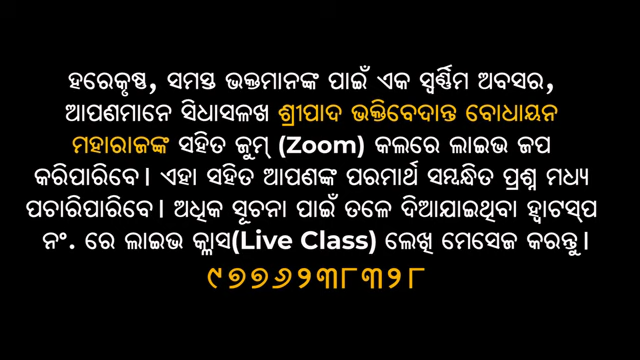 ହରେକୃଷ୍ଣ, ସମସ୍ତ ଭକ୍ତମାନଙ୍କ ପାଇଁ ଏକ ସ୍ୱର୍ଣ୍ଣିମ ଅବସର,
ଆପଣମାନେ ସିଧାସଳଖ ଶ୍ରୀପାଦ ଭକ୍ତିବେଦାନ୍ତ ବୋଧାୟନ
ମହାରାଜଙ୍କ ସହିତ ଜୁମ୍ (Zoom) କଲରେ ଲାଇଭ ଜପ
କରିପାରିବେ। ଏହା ସହିତ ଆପଣଙ୍କ ପରମାର୍ଥ ସମ୍ବନ୍ଧିତ ପ୍ରଶ୍ନ ମଧ୍ୟ
ପଚାରିପାରିବେ। ଅଧିକ ସୂଚନା ପାଇଁ ତଳେ ଦିଆଯାଇଥିବା ହ୍ୱାଟସ୍‌ପ
ନଂ. ରେ ଲାଇଭ କ୍ଲାସ(Live Class) ଲେଖି ମେସେଜ କରନ୍ତୁ।
୯୭୭୬୨୩୮୩୨୮